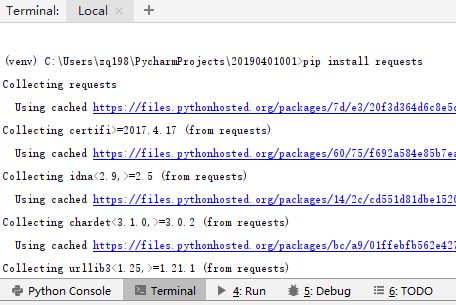 Terminal: Local × +
(venv) C:\Users\zq198\PycharmProjects\20190401001>pip install requests
Collecting requests
Using cached https://files.pythonhosted.org/packages/7d/e3/20f3d364d6c8e5d
Collecting certifi>=2017.4.17 (from requests)
Using cached https://files.pythonhosted.org/packages/60/75/f692a584e85b7ea
Collecting idna<2.9,>=2.5 (from requests)
Using cached https://files.pythonhosted.org/packages/14/2c/cd551d81dbe1520
Collecting chardet<3.1.0,>=3.0.2 (from requests)
Using cached https://files.pythonhosted.org/packages/bc/a9/01ffebfb562e427
Collecting urllib3<1.25,>=1.21.1 (from requests)
Python Console Terminal 4: Run 5: Debug 6: TODO